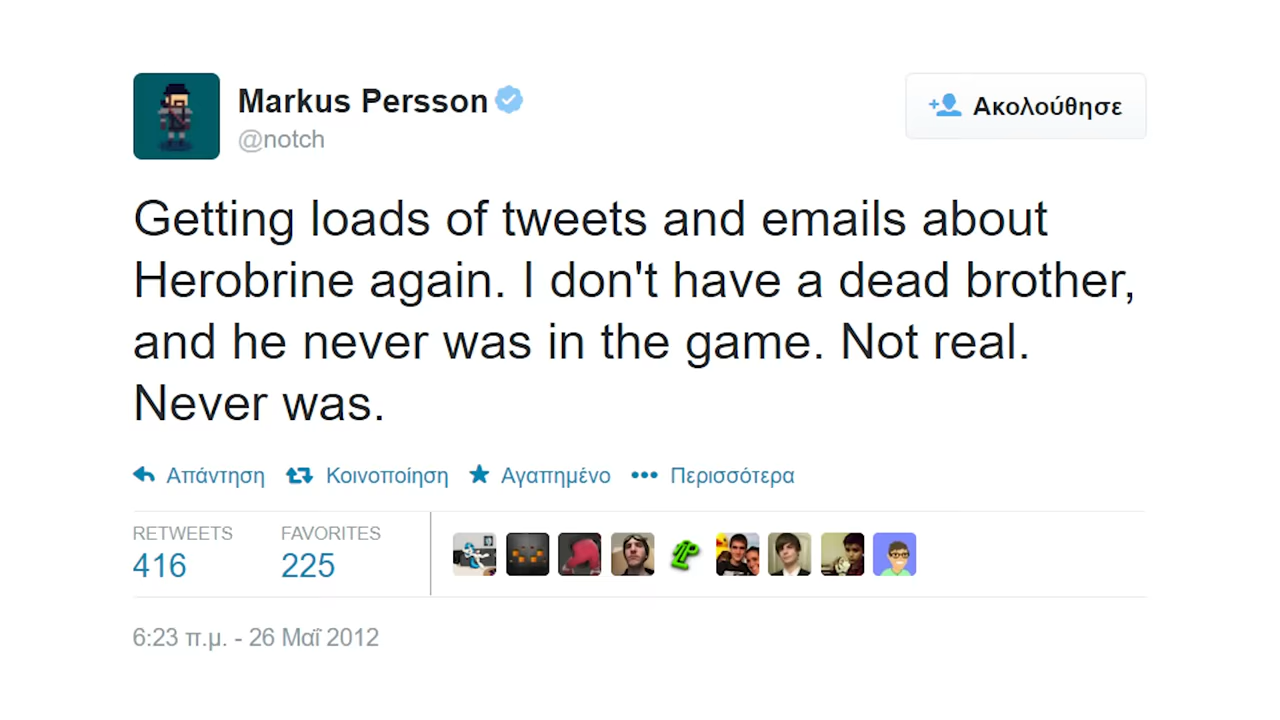 Markus Persson
@notch
Ακολούθησε
Getting loads of tweets and emails about
Herobrine again. I don't have a dead brother,
and he never was in the game. Not real.
Never was.
Απάντηση Κοινοποίηση Αγαπημένο Περισσότερα
RETWEETS FAVORITES
416 225
6:23 π.μ. - 26 Μαΐ 2012